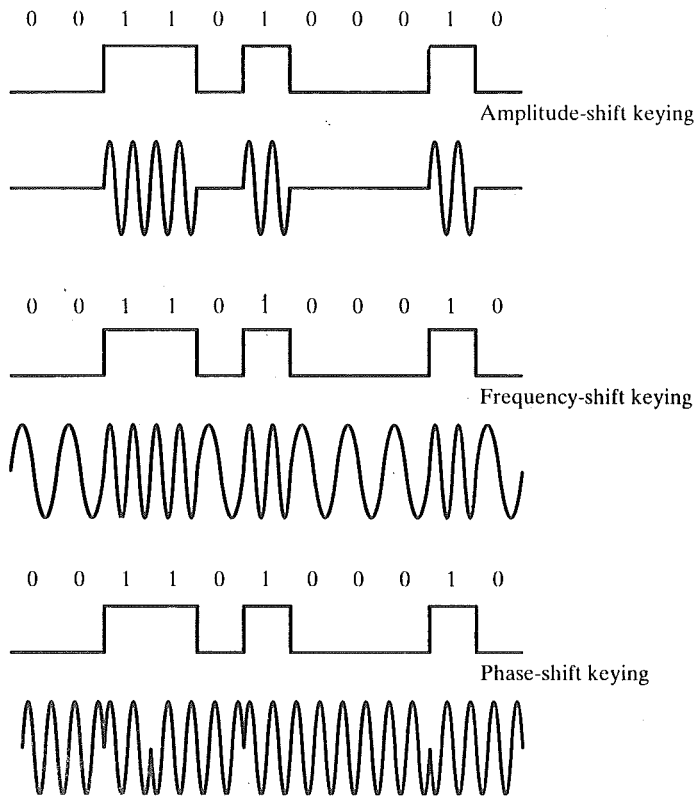 0 0 1 1 0 1 0 0 0 1 0
Amplitude-shift keying
0 0 1 1 0 1 0 0 0 1 0
Frequency-shift keying
0 0 1 1 0 1 0 0 0 1 0
Phase-shift keying